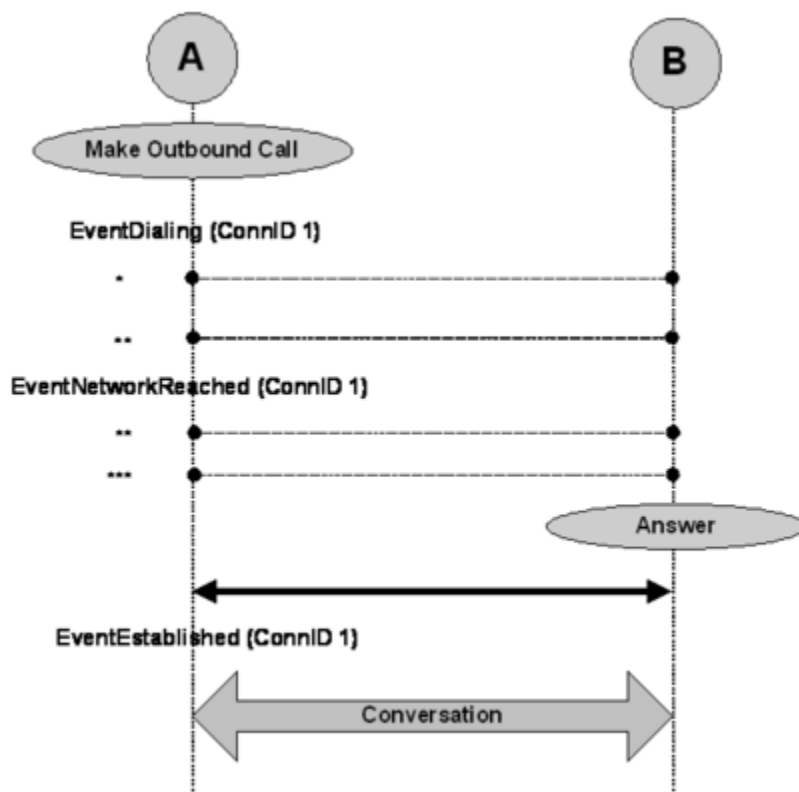 A
B
Make Outbound Call
EventDialing (ConnID 1)
*
**
EventNetworkReached (ConnID 1)
**
***
Answer
EventEstablished (ConnID 1)
Conversation